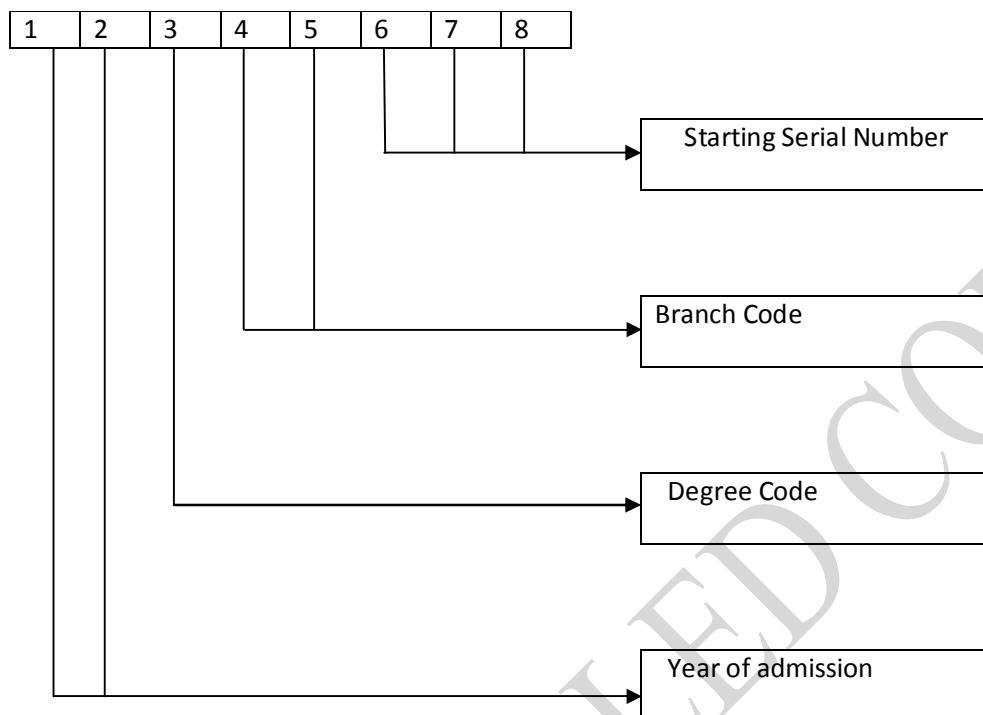 1 2 3 4 5 6 7 8
Starting Serial Number
Branch Code
Degree Code
Year of admission